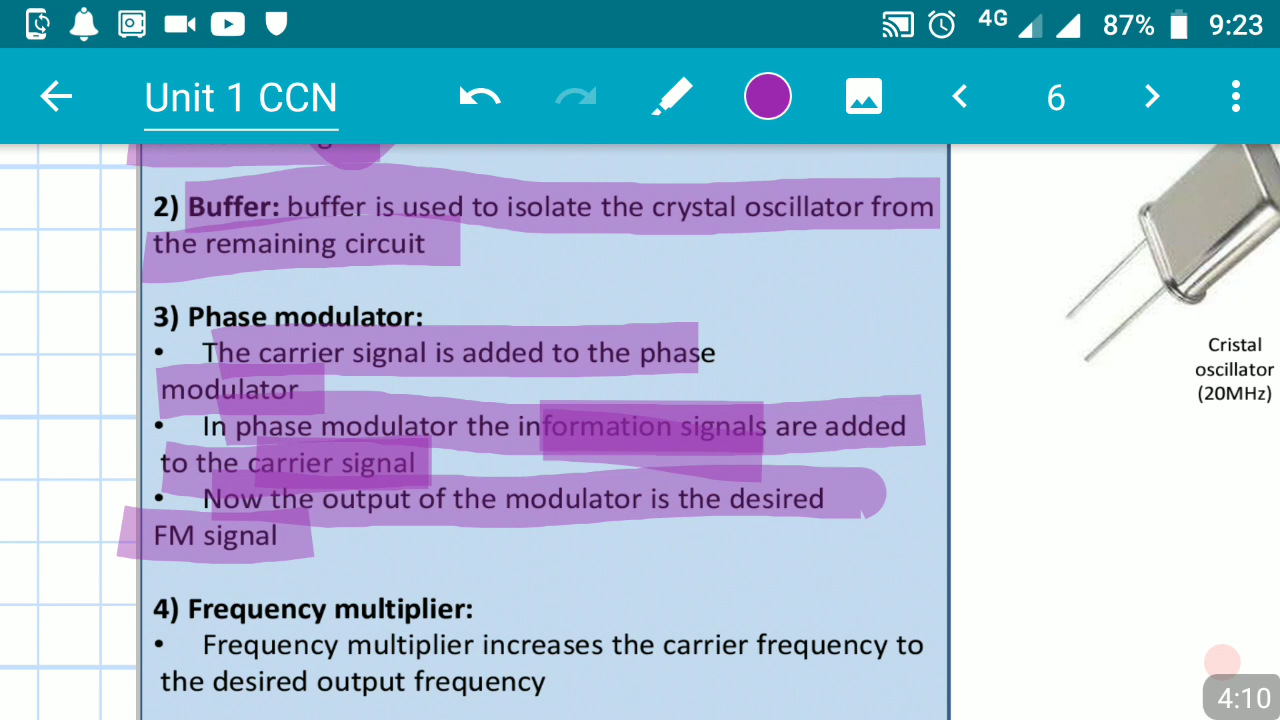 4G 87% 9:23
Unit 1 CCN
6
2) Buffer: buffer is used to isolate the crystal oscillator from
the remaining circuit
3) Phase modulator:
• The carrier signal is added to the phase
modulator
• In phase modulator the information signals are added
to the carrier signal
• Now the output of the modulator is the desired
FM signal
4) Frequency multiplier:
• Frequency multiplier increases the carrier frequency to
the desired output frequency
Cristal
oscillator
(20MHz)
4:10